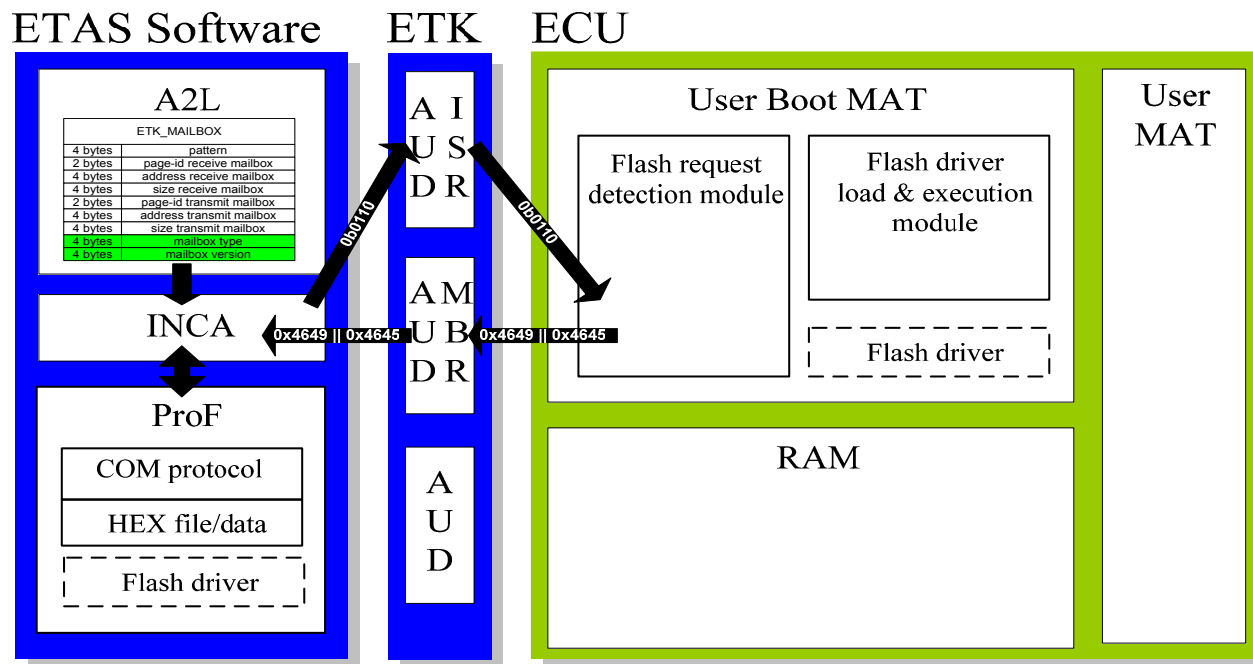 ETAS Software
A2L
ETK_MAILBOX
4 bytes pattern
2 bytes page-id receive mailbox
4 bytes address receive mailbox
4 bytes size receive mailbox
2 bytes page-id transmit mailbox
4 bytes address transmit mailbox
4 bytes size transmit mailbox
4 bytes mailbox type
4 bytes mailbox version
INCA
ProF
COM protocol
HEX file/data
Flash driver
0b0110
0x4649 || 0x4645
ETK
A I
U S
D R
A M
U B
D R
A
U
D
0b0110
0x4649 || 0x4645
ECU
User Boot MAT
Flash request
detection module
Flash driver
load & execution
module
Flash driver
RAM
User
MAT